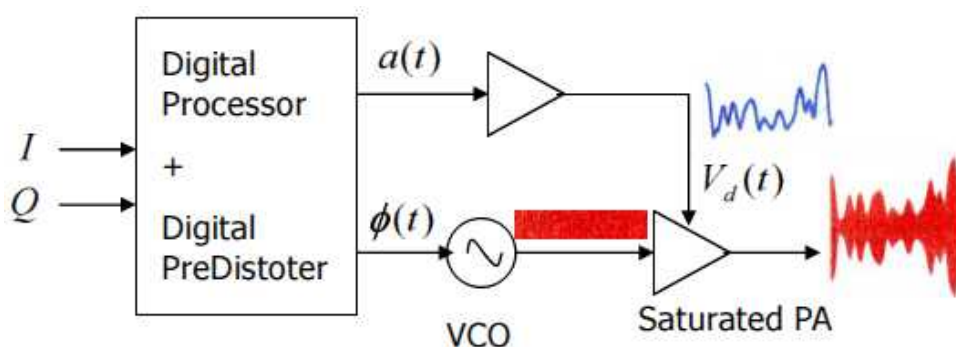 Digital
Processor
+
Digital
PreDistoter
I
Q
a(t)
ϕ(t)
V_d(t)
VCO
Saturated PA